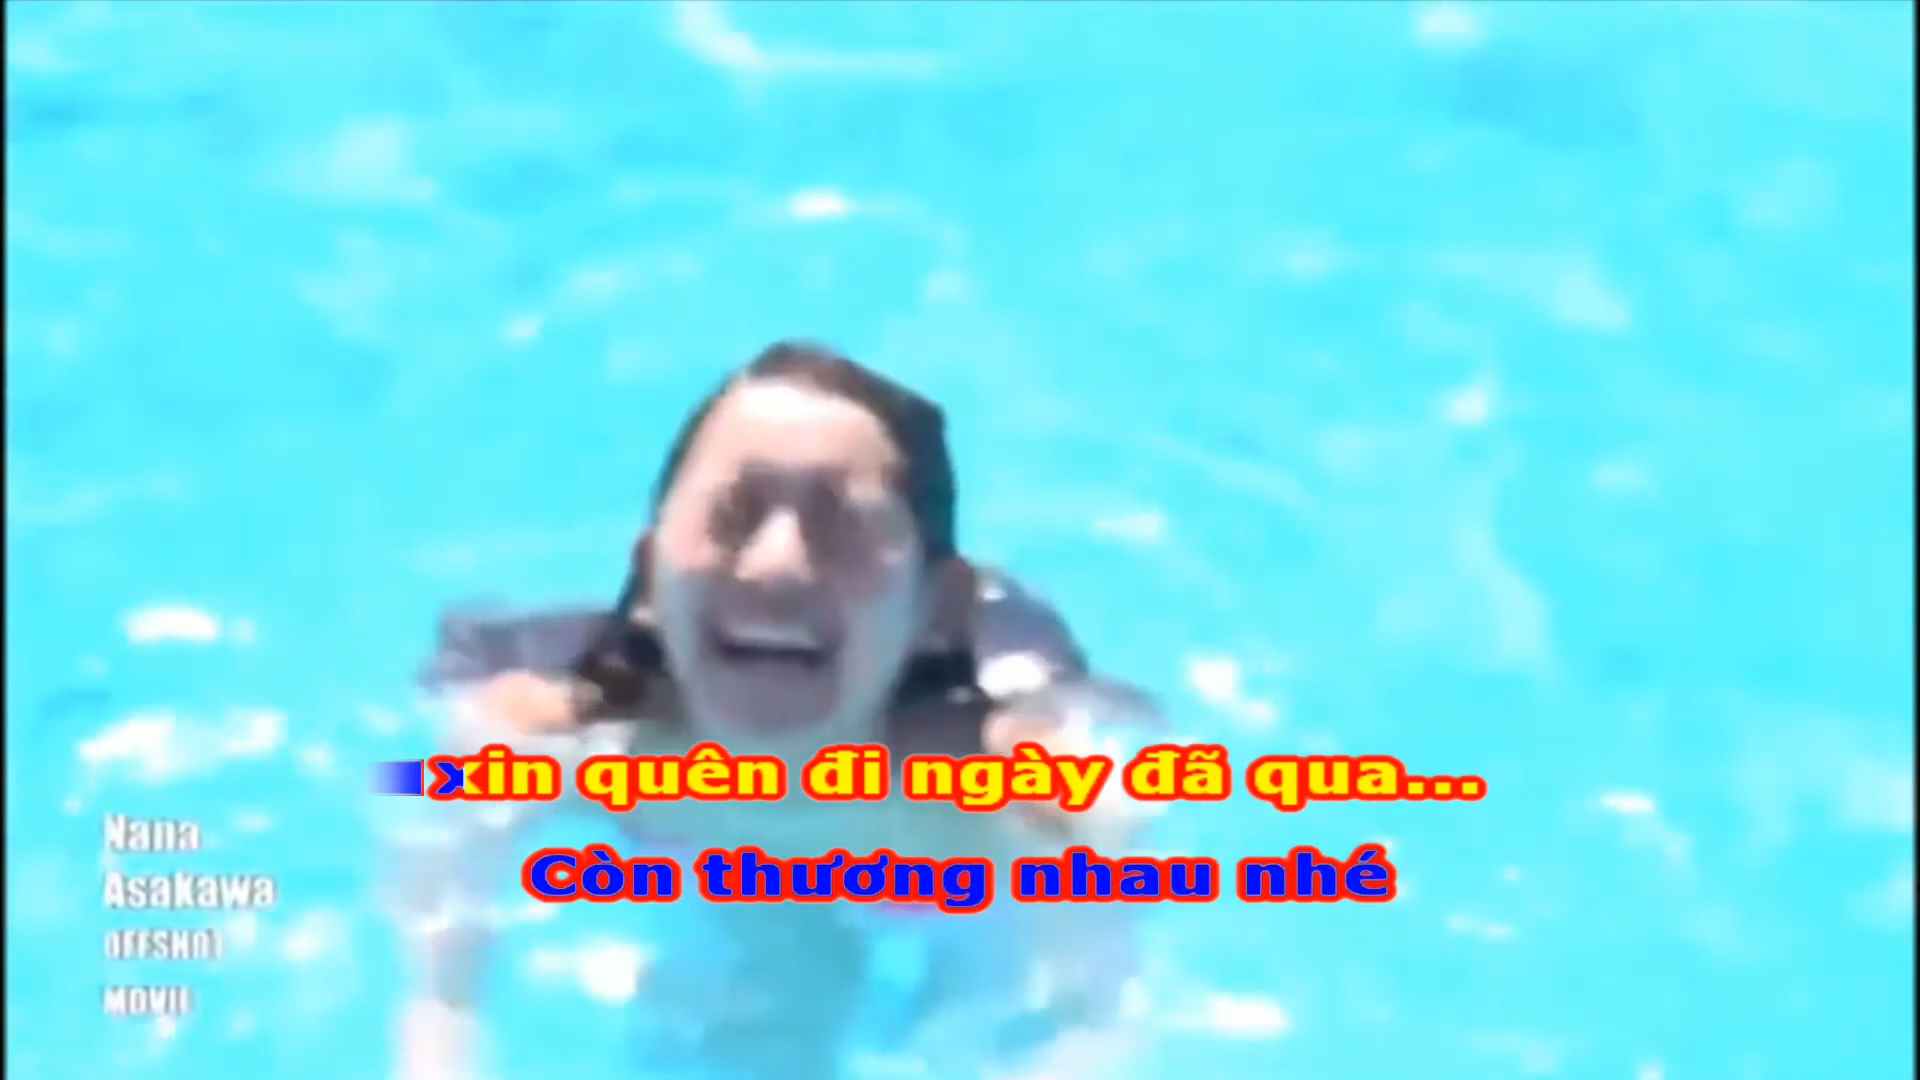 xin quên đi ngày đã qua...
Còn thương nhau nhé
Nana
Asakawa
OFFSHOT
MOVIE